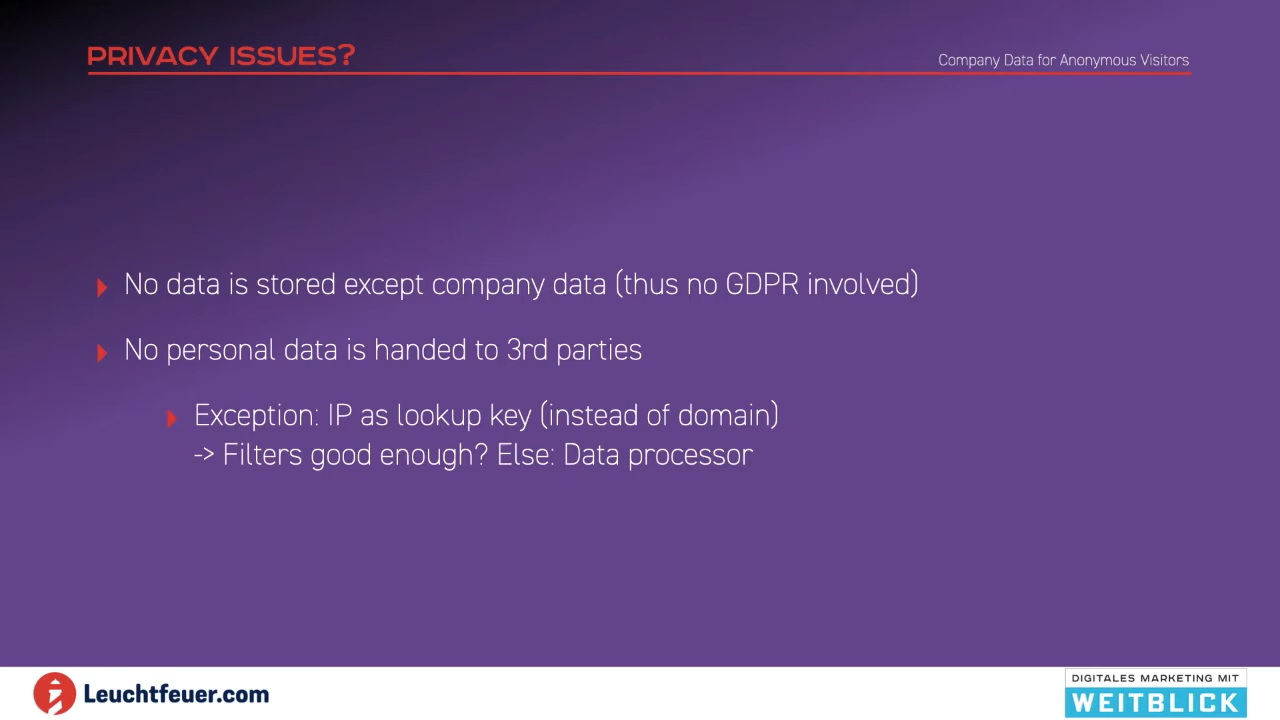 PRIVACY ISSUES?
Company Data for Anonymous Visitors
No data is stored except company data (thus no GDPR involved)
No personal data is handed to 3rd parties
Exception: IP as lookup key (instead of domain)
-> Filters good enough? Else: Data processor
Leuchtfeuer.com
DIGITALES MARKETING MIT
WEITBLICK